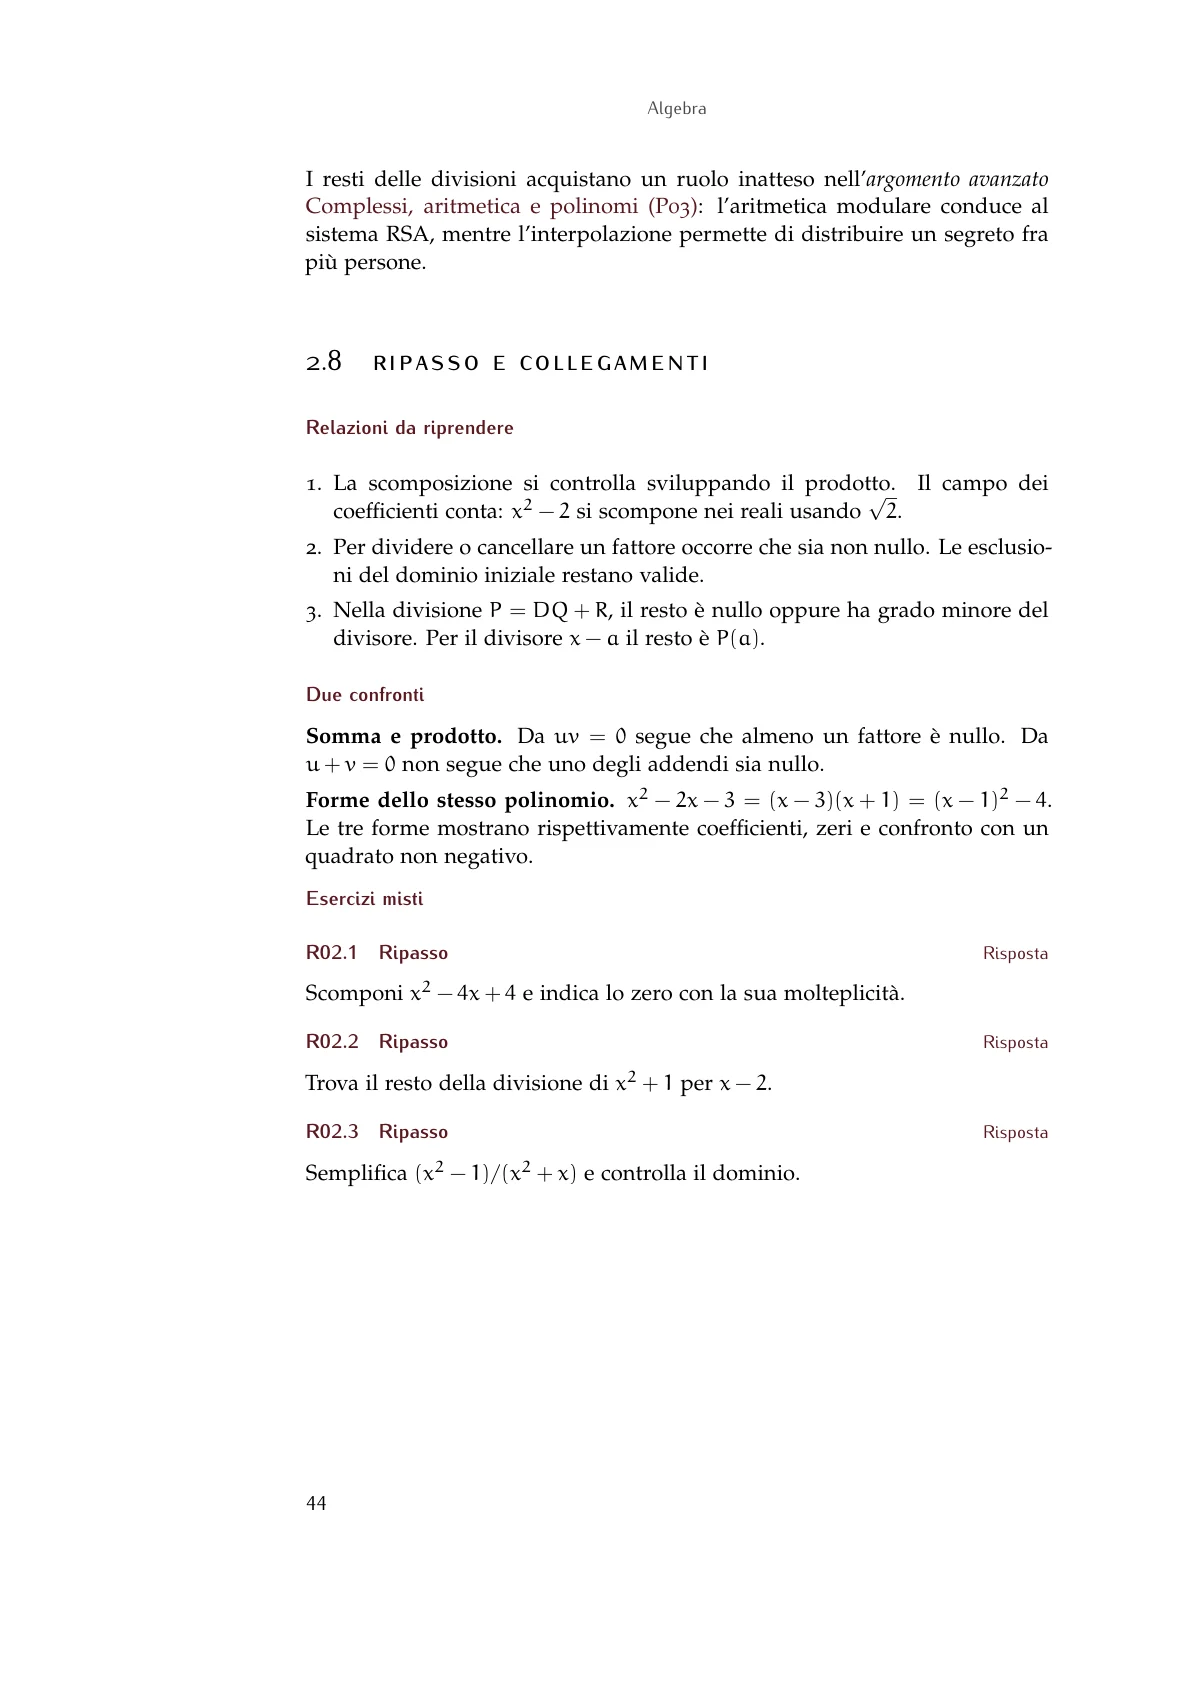 Algebra
I resti delle divisioni acquistano un ruolo inatteso nell'argomento avanzato
Complessi, aritmetica e polinomi (P03): l'aritmetica modulare conduce al
sistema RSA, mentre l'interpolazione permette di distribuire un segreto fra
più persone.
2.8 RIPASSO E COLLEGAMENTI
Relazioni da riprendere
1. La scomposizione si controlla sviluppando il prodotto. Il campo dei
coefficienti conta: x² − 2 si scompone nei reali usando √2.
2. Per dividere o cancellare un fattore occorre che sia non nullo. Le esclusio-
ni del dominio iniziale restano valide.
3. Nella divisione P = DQ + R, il resto è nullo oppure ha grado minore del
divisore. Per il divisore x − a il resto è P(a).
Due confronti
Somma e prodotto. Da uv = 0 segue che almeno un fattore è nullo. Da
u + v = 0 non segue che uno degli addendi sia nullo.
Forme dello stesso polinomio. x² − 2x − 3 = (x − 3)(x + 1) = (x − 1)² − 4.
Le tre forme mostrano rispettivamente coefficienti, zeri e confronto con un
quadrato non negativo.
Esercizi misti
R02.1 Ripasso Risposta
Scomponi x² − 4x + 4 e indica lo zero con la sua molteplicità.
R02.2 Ripasso Risposta
Trova il resto della divisione di x² + 1 per x − 2.
R02.3 Ripasso Risposta
Semplifica (x² − 1)/(x² + x) e controlla il dominio.
44